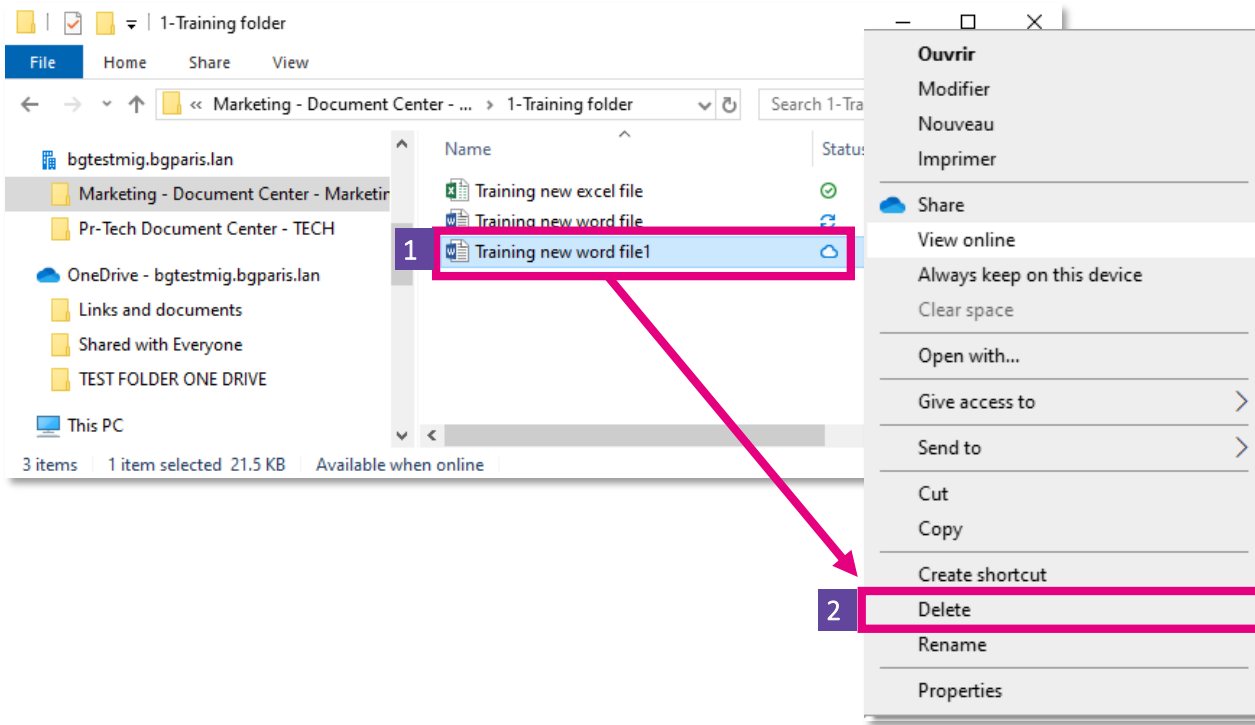 1-Training folder
File Home Share View
« Marketing - Document Center - ... › 1-Training folder
Search 1-Tra
bgtestmig.bgparis.lan
Marketing - Document Center - Marketin
Pr-Tech Document Center - TECH
OneDrive - bgtestmig.bgparis.lan
Links and documents
Shared with Everyone
TEST FOLDER ONE DRIVE
This PC
Name Status
Training new excel file
Training new word file
1 Training new word file1
3 items 1 item selected 21.5 KB Available when online
Ouvrir
Modifier
Nouveau
Imprimer
Share
View online
Always keep on this device
Clear space
Open with...
Give access to
Send to
Cut
Copy
Create shortcut
2 Delete
Rename
Properties